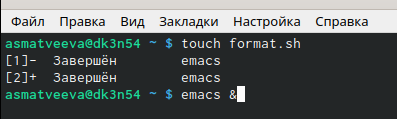 Файл Правка Вид Закладки Настройка Справка
asmatveeva@dk3n54 ~ $ touch format.sh
[1]- Завершён emacs
[2]+ Завершён emacs
asmatveeva@dk3n54 ~ $ emacs &